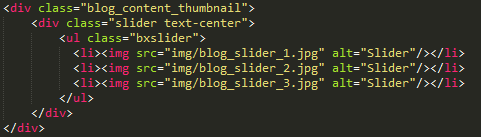 <div class="blog_content_thumbnail">
<div class="slider text-center">
<ul class="bxslider">
<li><img src="img/blog_slider_1.jpg" alt="Slider"/></li>
<li><img src="img/blog_slider_2.jpg" alt="Slider"/></li>
<li><img src="img/blog_slider_3.jpg" alt="Slider"/></li>
</ul>
</div>
</div>